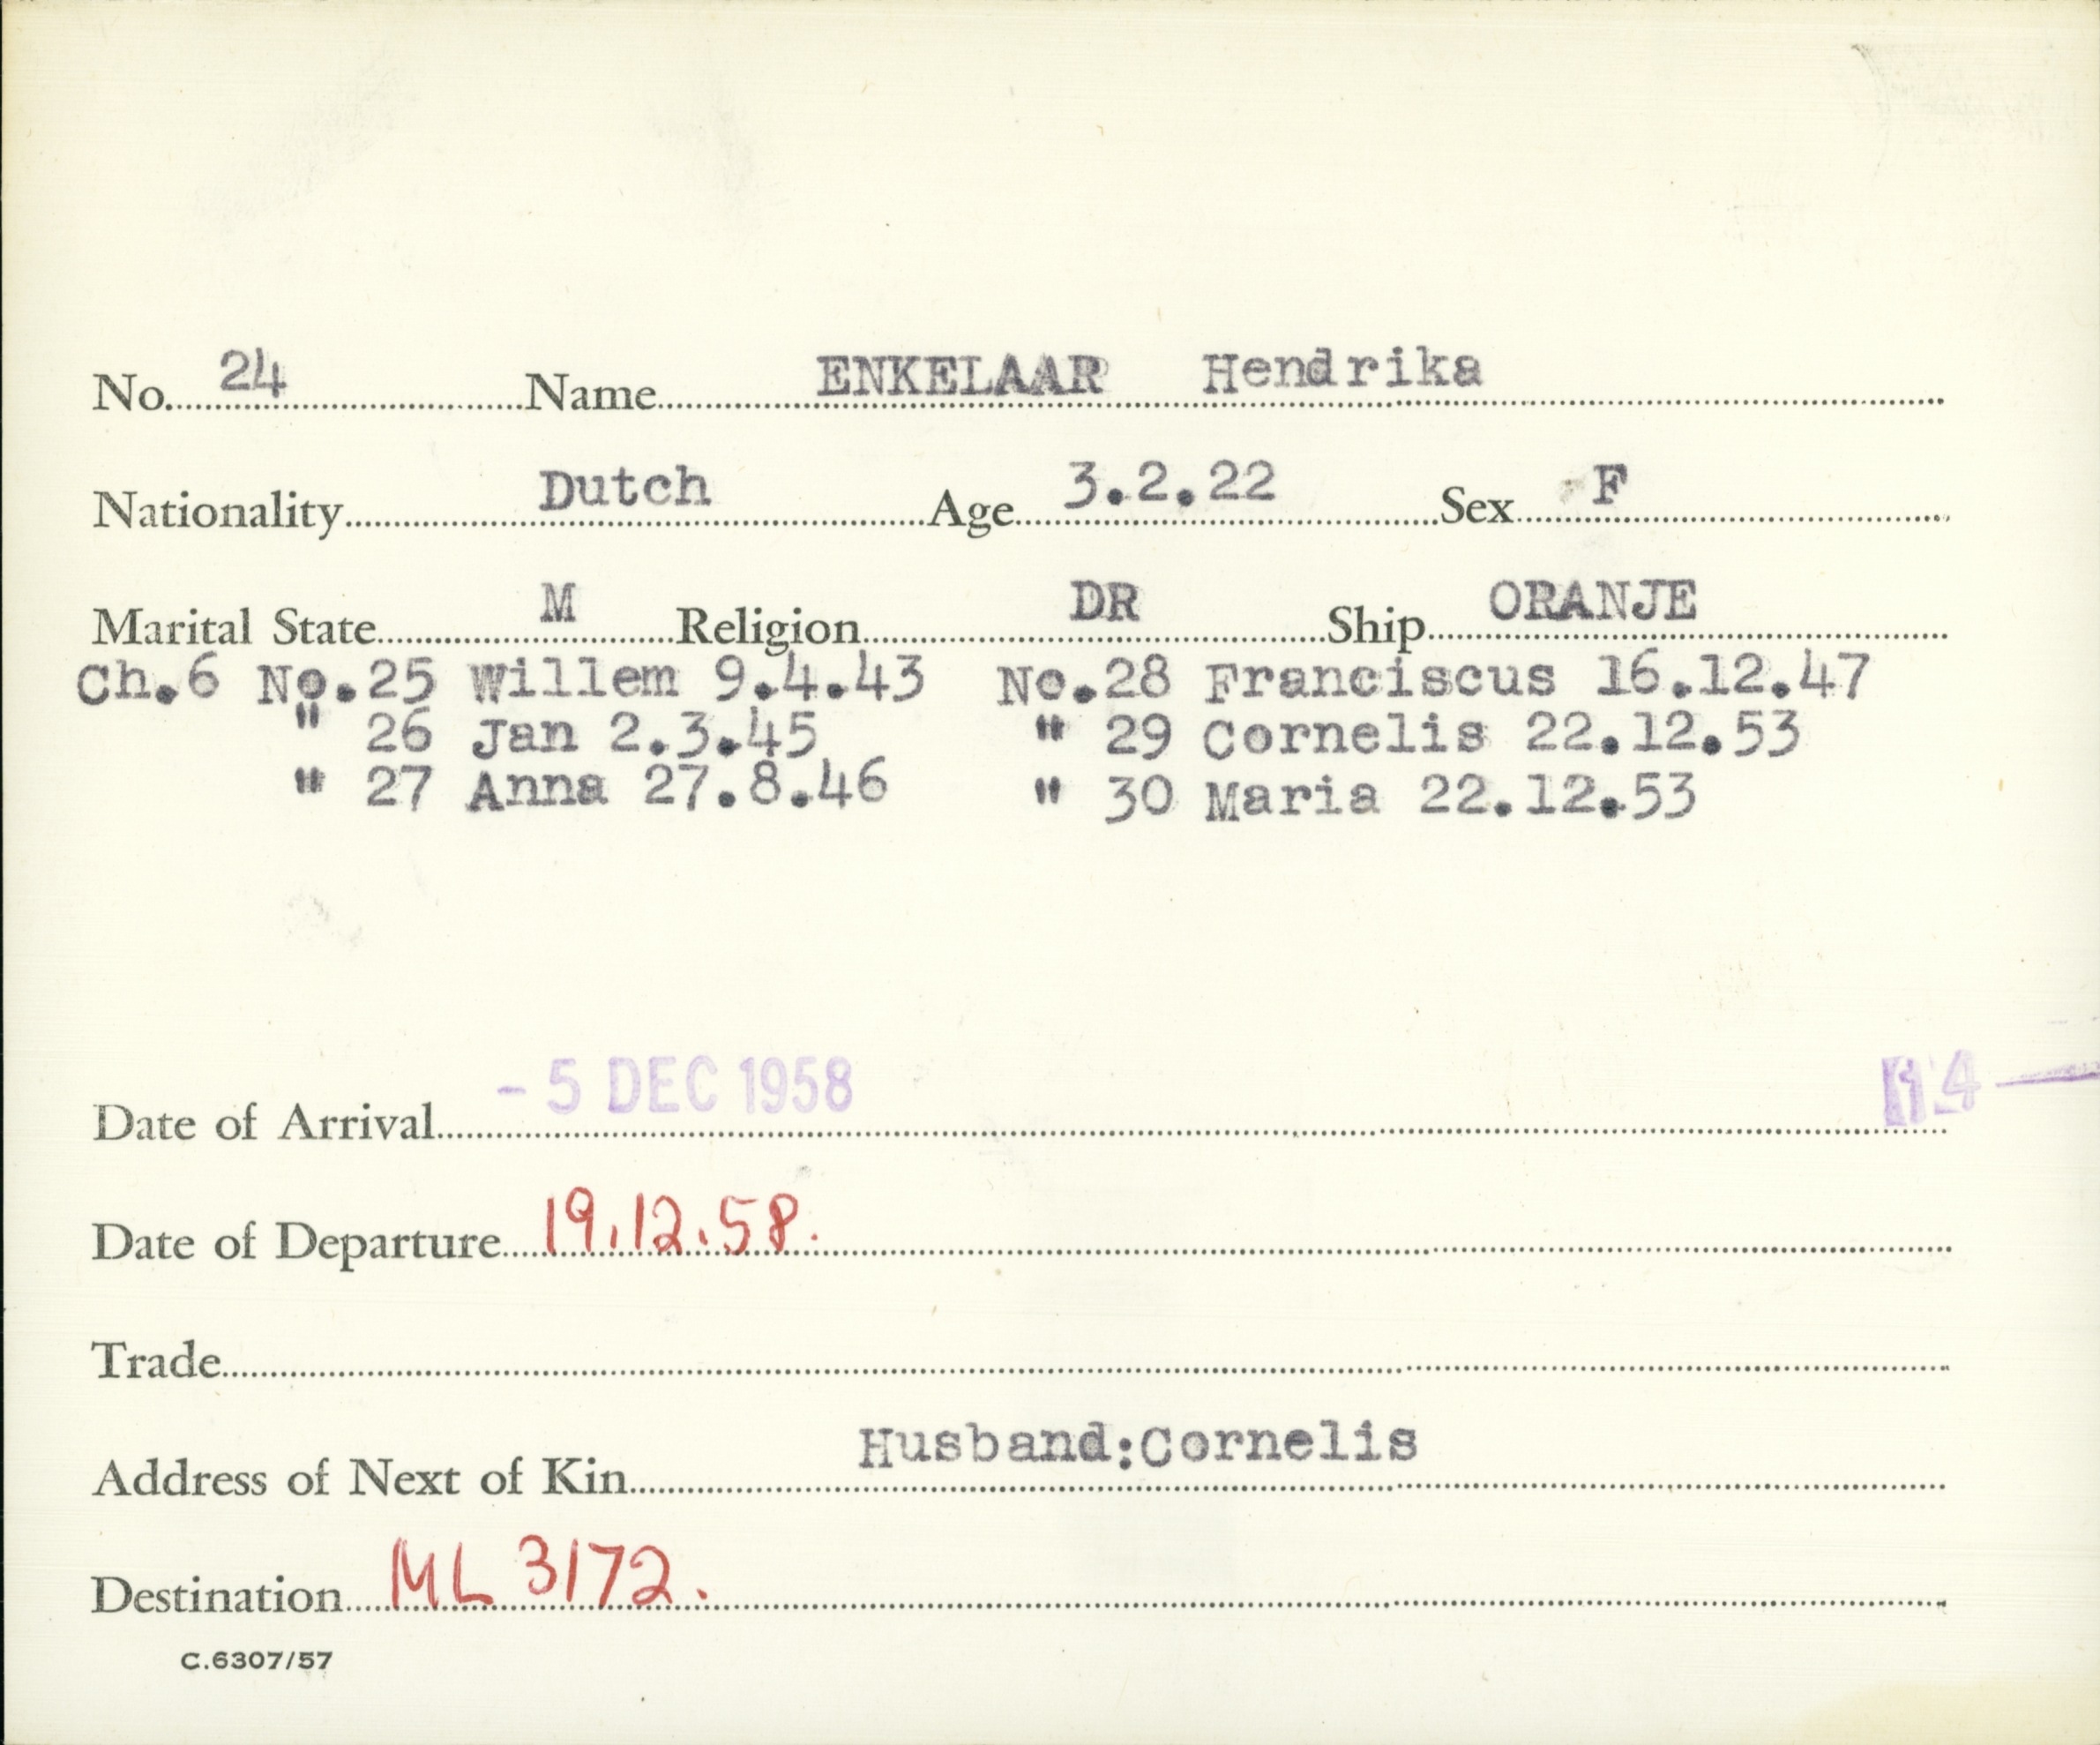 No. 24 Name ENKELAAR Hendrika
Nationality Dutch Age 3.2.22 Sex F
Marital State M Religion DR Ship ORANJE
Ch.6 No.25 Willem 9.4.43 No.28 Franciscus 16.12.47
" 26 Jan 2.3.45 " 29 Cornelis 22.12.53
" 27 Anna 27.8.46 " 30 Maria 22.12.53
Date of Arrival - 5 DEC 1958
Date of Departure 19.12.58.
Trade
Address of Next of Kin Husband:Cornelis
Destination ML 3172.
C.6307/57